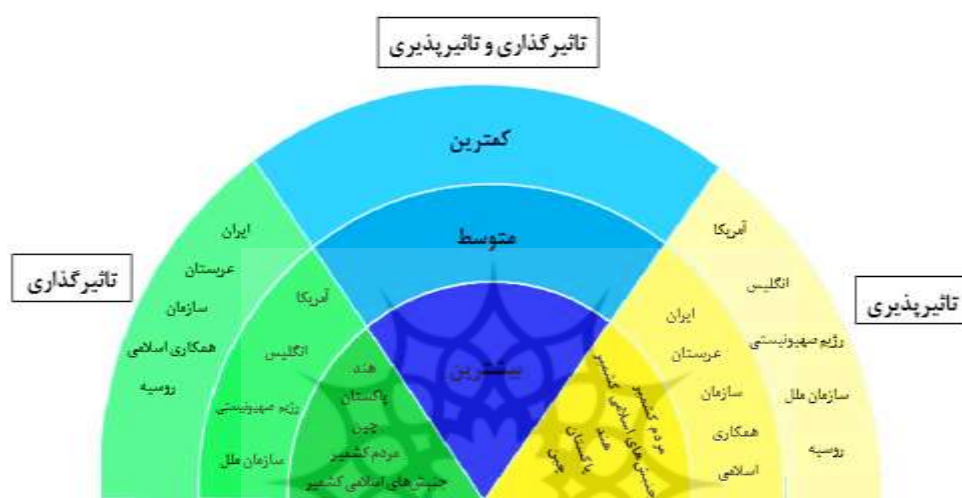 تاثیرگذاری و تاثیرپذیری
کمترین
متوسط
بیشترین
تاثیرپذیری
آمریکا
انگلیس
رژیم صهیونیستی
سازمان ملل
روسیه
ایران
عربستان
سازمان
همکاری
اسلامی
مردم کشمیر
جنبش‌های اسلامی کشمیر
هند
پاکستان
چین
تاثیرگذاری
ایران
عربستان
سازمان
همکاری اسلامی
روسیه
آمریکا
انگلیس
رژیم صهیونیستی
سازمان ملل
هند
پاکستان
چین
مردم کشمیر
جنبش‌های اسلامی کشمیر